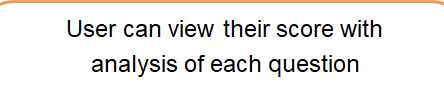 User can view their score with
analysis of each question